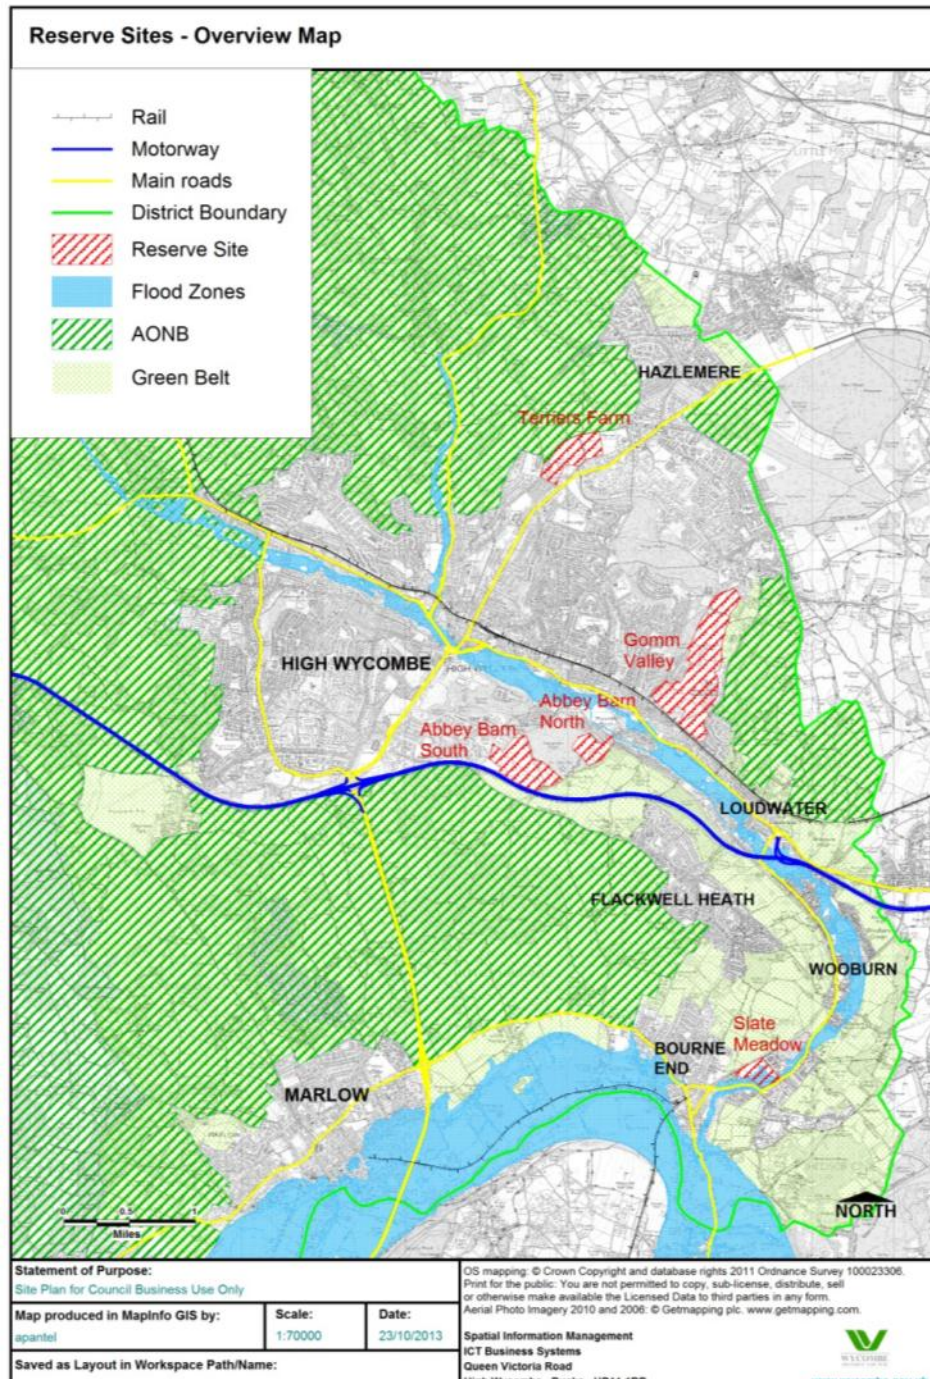 Reserve Sites - Overview Map
Rail
Motorway
Main roads
District Boundary
Reserve Site
Flood Zones
AONB
Green Belt
HAZLEMERE
Terriers Farm
Gomm
Valley
HIGH WYCOMBE
Abbey Barn
North
Abbey Barn
South
LOUDWATER
FLACKWELL HEATH
WOOBURN
Slate
Meadow
BOURNE
END
MARLOW
0 0.5 1
Miles
NORTH
Statement of Purpose:
Site Plan for Council Business Use Only
Map produced in MapInfo GIS by:
apantel
Scale:
1:70000
Date:
23/10/2013
Saved as Layout in Workspace Path/Name:
OS mapping: © Crown Copyright and database rights 2011 Ordnance Survey 100023306.
Print for the public: You are not permitted to copy, sub-license, distribute, sell
or otherwise make available the Licensed Data to third parties in any form.
Aerial Photo Imagery 2010 and 2006: © Getmapping plc. www.getmapping.com.
Spatial Information Management
ICT Business Systems
Queen Victoria Road
WYCOMBE